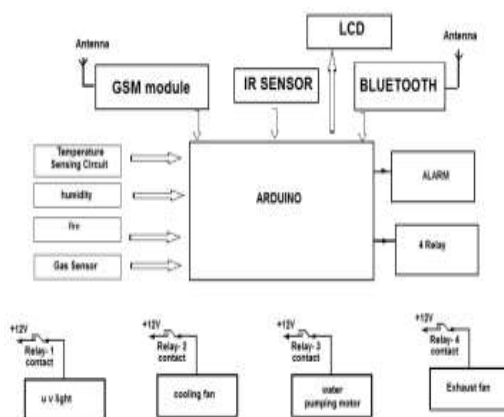 LCD
Antenna
Antenna
GSM module
IR SENSOR
BLUETOOTH
Temperature
Sensing Circuit
humidity
fire
Gas Sensor
ARDUINO
ALARM
4 Relay
+12V
Relay- 1
contact
u v light
+12V
Relay- 2
contact
cooling fan
+12V
Relay- 3
contact
water
pumping motor
+12V
Relay- 4
contact
Exhaust fan